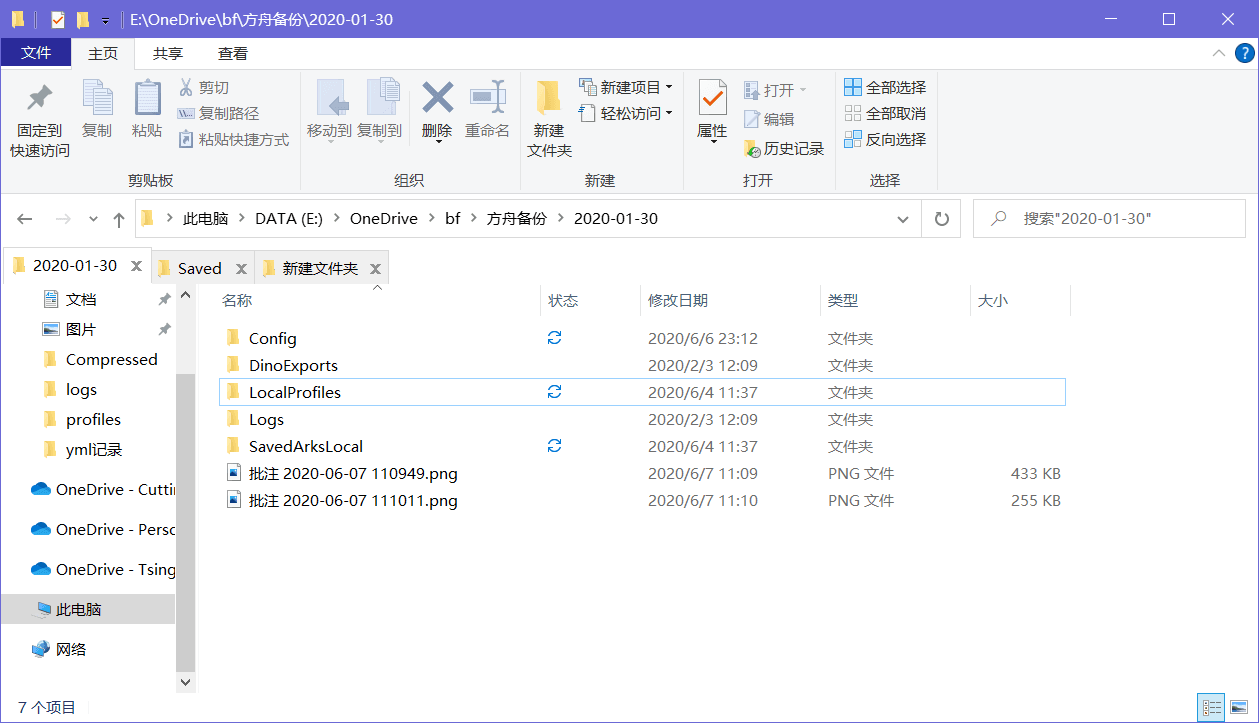 E:\OneDrive\bf\方舟备份\2020-01-30
文件 主页 共享 查看
固定到
快速访问
复制
粘贴
剪切
W... 复制路径
粘贴快捷方式
剪贴板
移动到
复制到
删除
重命名
组织
新建
文件夹
新建项目
轻松访问
新建
属性
打开
编辑
历史记录
打开
全部选择
全部取消
反向选择
选择
此电脑 > DATA (E:) > OneDrive > bf > 方舟备份 > 2020-01-30
搜索"2020-01-30"
2020-01-30 Saved 新建文件夹
文档
图片
Compressed
logs
profiles
yml记录
OneDrive - Cutti
OneDrive - Perso
OneDrive - Tsing
此电脑
网络
名称 状态 修改日期 类型 大小
Config 2020/6/6 23:12 文件夹
DinoExports 2020/2/3 12:09 文件夹
LocalProfiles 2020/6/4 11:37 文件夹
Logs 2020/2/3 12:09 文件夹
SavedArksLocal 2020/6/4 11:37 文件夹
批注 2020-06-07 110949.png 2020/6/7 11:09 PNG 文件 433 KB
批注 2020-06-07 111011.png 2020/6/7 11:10 PNG 文件 255 KB
7 个项目